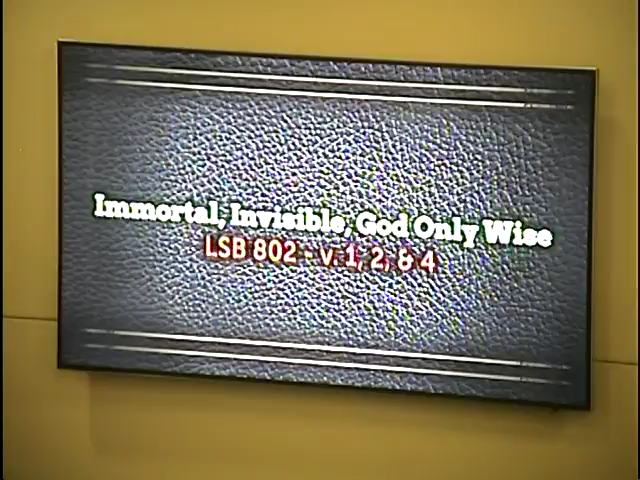 Immortal, Invisible, God Only Wise
LSB 802 - v. 1, 2, & 4